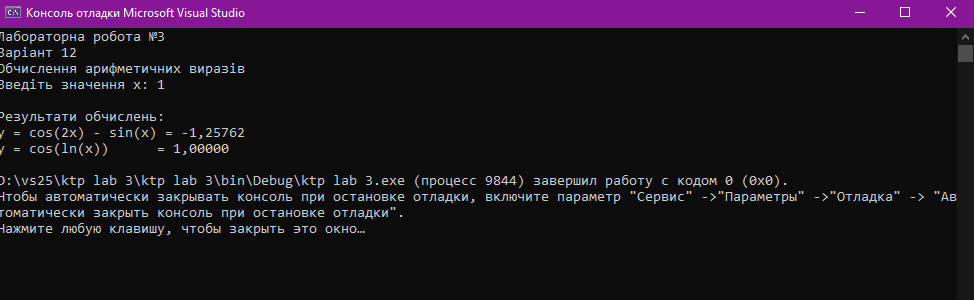 Консоль отладки Microsoft Visual Studio
Лабораторна робота №3
Варіант 12
Обчислення арифметичних виразів
Введіть значення x: 1
Результати обчислень:
y = cos(2x) - sin(x) = -1,25762
y = cos(ln(x)) = 1,00000
D:\vs25\ktp lab 3\ktp lab 3\bin\Debug\ktp lab 3.exe (процесс 9844) завершил работу с кодом 0 (0x0).
Чтобы автоматически закрывать консоль при остановке отладки, включите параметр "Сервис" ->"Параметры" ->"Отладка" -> "Ав
томатически закрыть консоль при остановке отладки".
Нажмите любую клавишу, чтобы закрыть это окно…